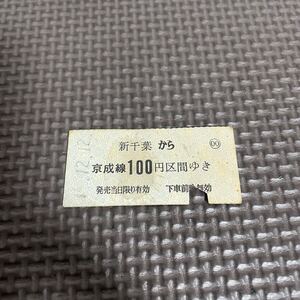 新千葉 から
京成線100円区間ゆき
発売当日限り有効 下車前途無効